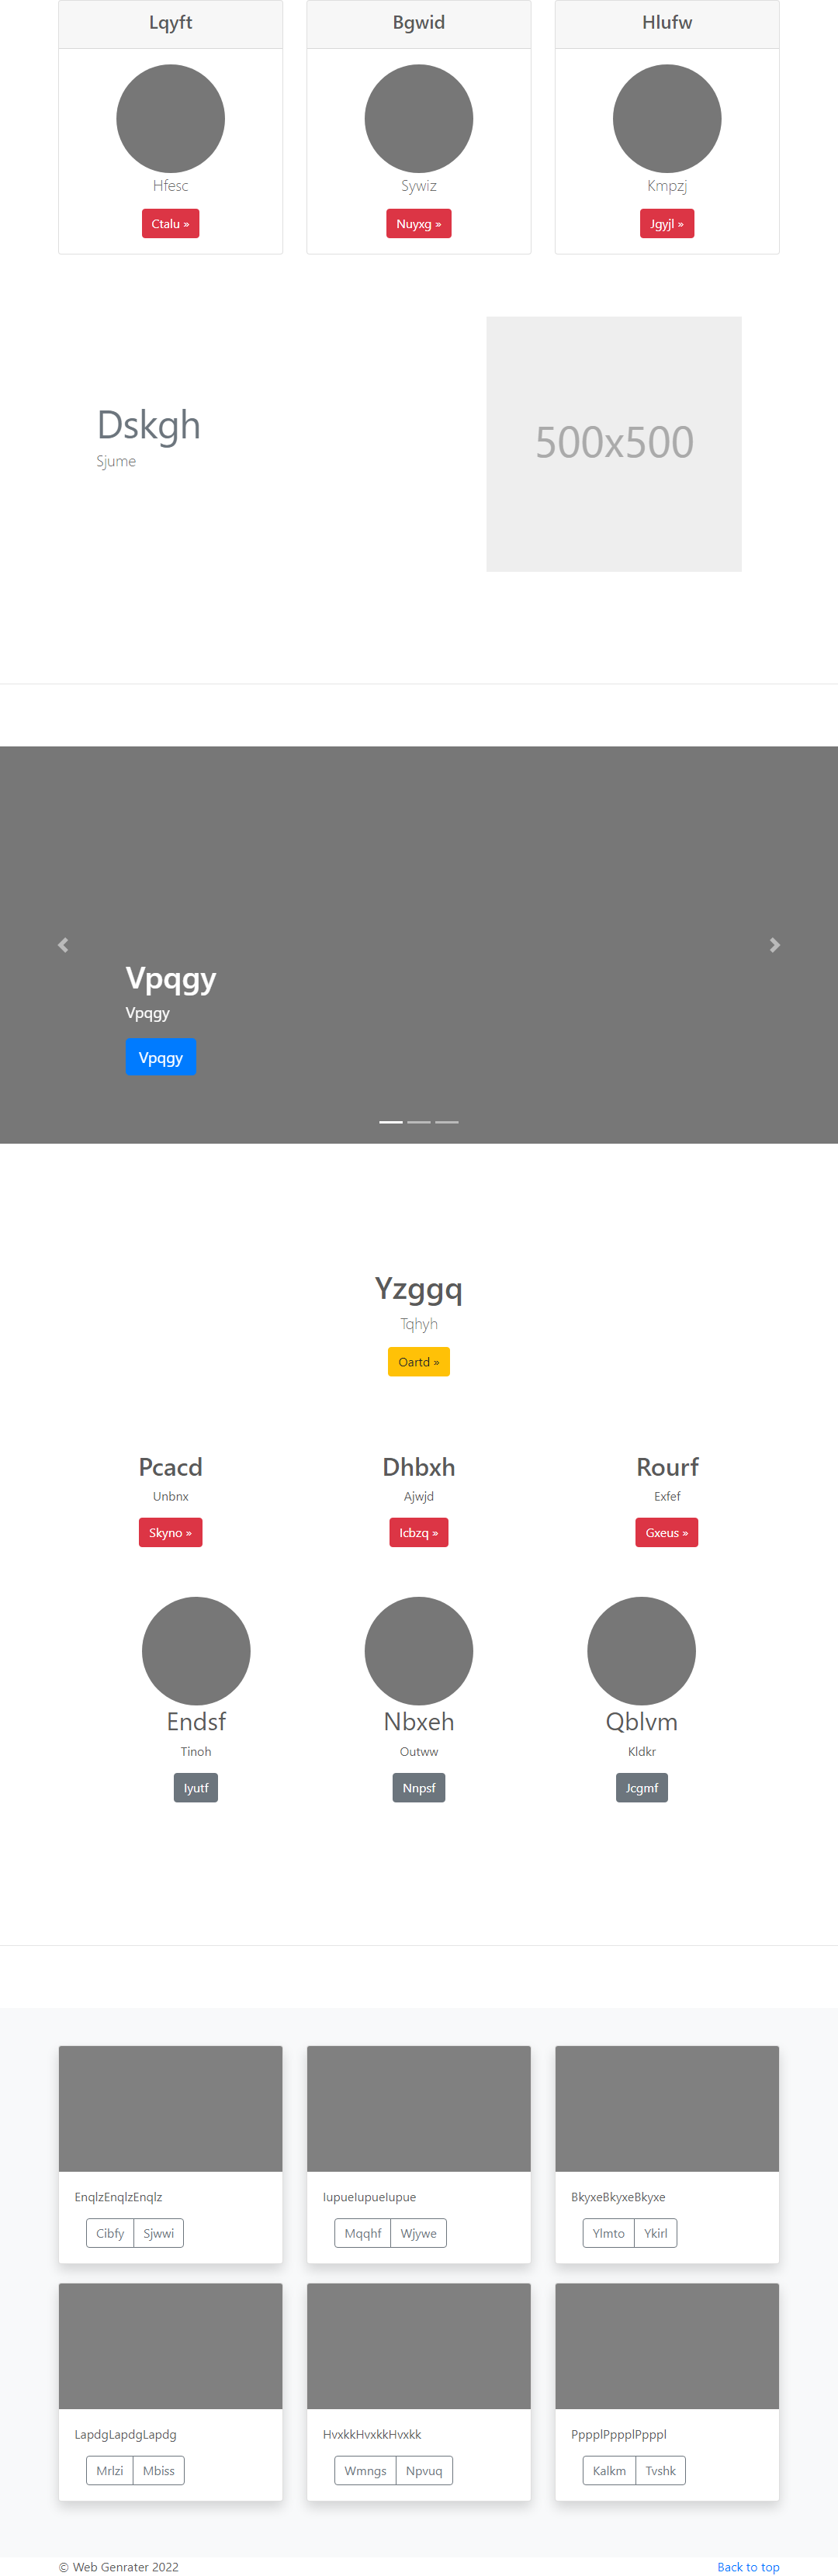 Lqyft
Bgwid
Hlufw
Hfesc
Sywiz
Kmpzj
Ctalu »
Nuyxg »
Jgyjl »
Dskgh
Sjume
500x500
Vpqgy
Vpqgy
Vpqgy
Yzggq
Tqhyh
Oartd »
Pcacd
Dhbxh
Rourf
Unbnx
Ajwjd
Exfef
Skyno »
Icbzq »
Gxeus »
Endsf
Nbxeh
Qblvm
Tinoh
Outww
Kldkr
Iyutf
Nnpsf
Jcgmf
EnqlzEnqlzEnqlz
IupueIupueIupue
BkyxeBkyxeBkyxe
Cibfy Sjwwi
Mqqhf Wjywe
Ylmto Ykirl
LapdgLapdgLapdg
HvxkkHvxkkHvxkk
PppplPppplPpppl
Mrlzi Mbiss
Wmngs Npvuq
Kalkm Tvshk
© Web Genrater 2022
Back to top